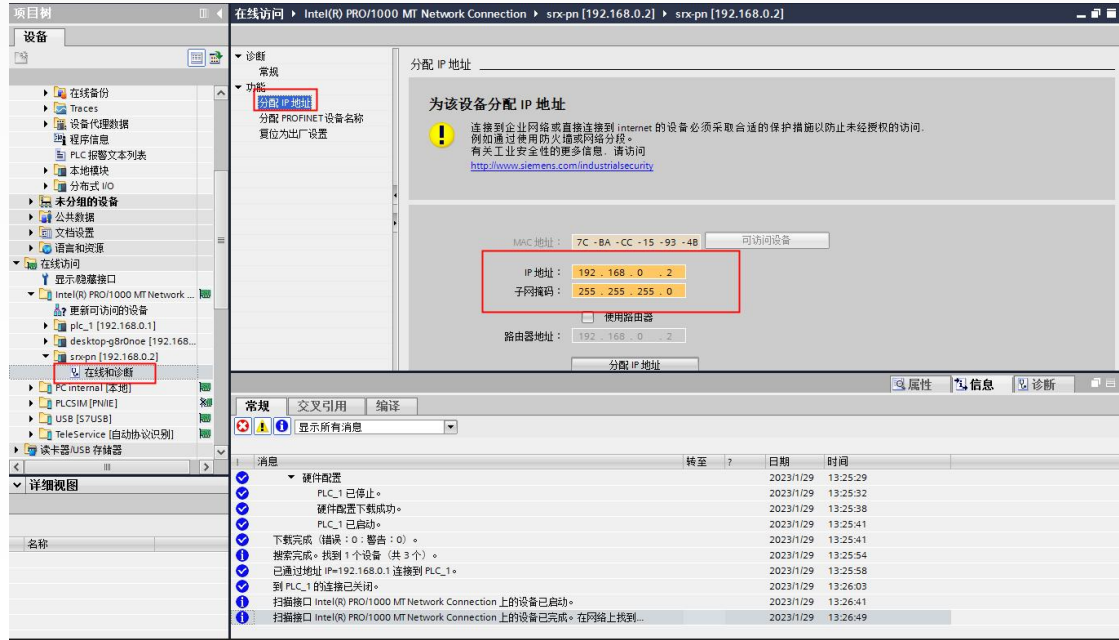 项目树
在线访问 ▸ Intel(R) PRO/1000 MT Network Connection ▸ srx-pn [192.168.0.2] ▸ srx-pn [192.168.0.2]
设备
在线备份
Traces
设备代理数据
程序信息
PLC 报警文本列表
本地模块
分布式 I/O
未分组的设备
公共数据
文档设置
语言和资源
在线访问
显示/隐藏接口
Intel(R) PRO/1000 MT Network ...
更新可访问的设备
plc_1 [192.168.0.1]
desktop-g8r0noe [192.168...
srx-pn [192.168.0.2]
在线和诊断
PC internal [本地]
PLCSIM [PN/IE]
USB [S7USB]
TeleService [自动协议识别]
读卡器/USB 存储器
详细视图
名称
诊断
常规
功能
分配 IP 地址
分配 PROFINET 设备名称
复位为出厂设置
分配 IP 地址
为该设备分配 IP 地址
连接到企业网络或直接连接到 internet 的设备必须采取合适的保护措施以防止未经授权的访问.
例如通过使用防火墙或网络分段。
有关工业安全性的更多信息, 请访问
http://www.siemens.com/industrialsecurity
MAC 地址： 7C -BA -CC -15 -93 -4B 可访问设备
IP 地址： 192 . 168 . 0 . 2
子网掩码： 255 . 255 . 255 . 0
使用路由器
路由器地址： 192 . 168 . 0 . 2
分配 IP 地址
属性 信息 诊断
常规 交叉引用 编译
显示所有消息
! 消息 转至 ? 日期 时间
硬件配置 2023/1/29 13:25:29
PLC_1 已停止。 2023/1/29 13:25:32
硬件配置下载成功。 2023/1/29 13:25:38
PLC_1 已启动。 2023/1/29 13:25:41
下载完成（错误：0；警告：0）。 2023/1/29 13:25:41
搜索完成。找到 1 个设备（共 3 个）。 2023/1/29 13:25:54
已通过地址 IP=192.168.0.1 连接到 PLC_1。 2023/1/29 13:25:58
到 PLC_1 的连接已关闭。 2023/1/29 13:26:03
扫描接口 Intel(R) PRO/1000 MT Network Connection 上的设备已启动。 2023/1/29 13:26:41
扫描接口 Intel(R) PRO/1000 MT Network Connection 上的设备已完成。在网络上找到... 2023/1/29 13:26:49